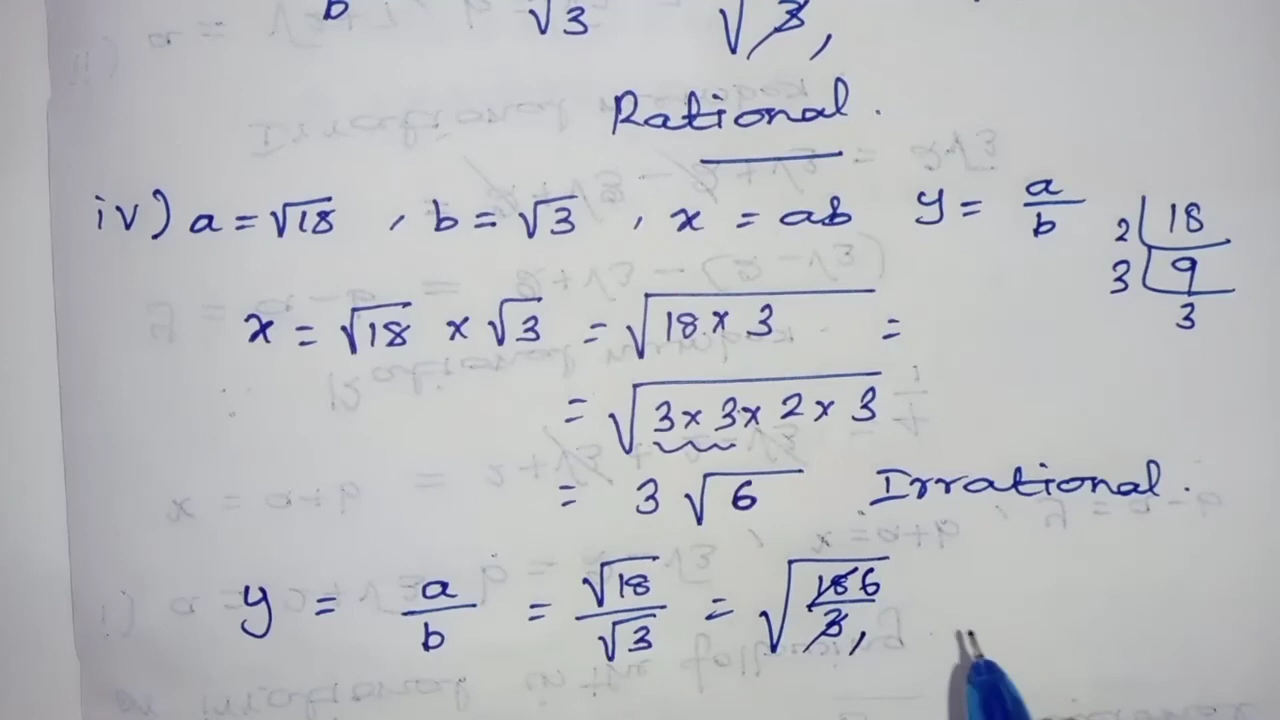 b √3 √3,
Rational.
iv) a = √18 , b = √3 , x = ab y = a/b
2 | 18
3 | 9
3
x = √18 x √3 = √18 x 3 =
= √3 x 3 x 2 x 3
= 3 √6 Irrational.
y = a/b = √18/√3 = √18 6/3,